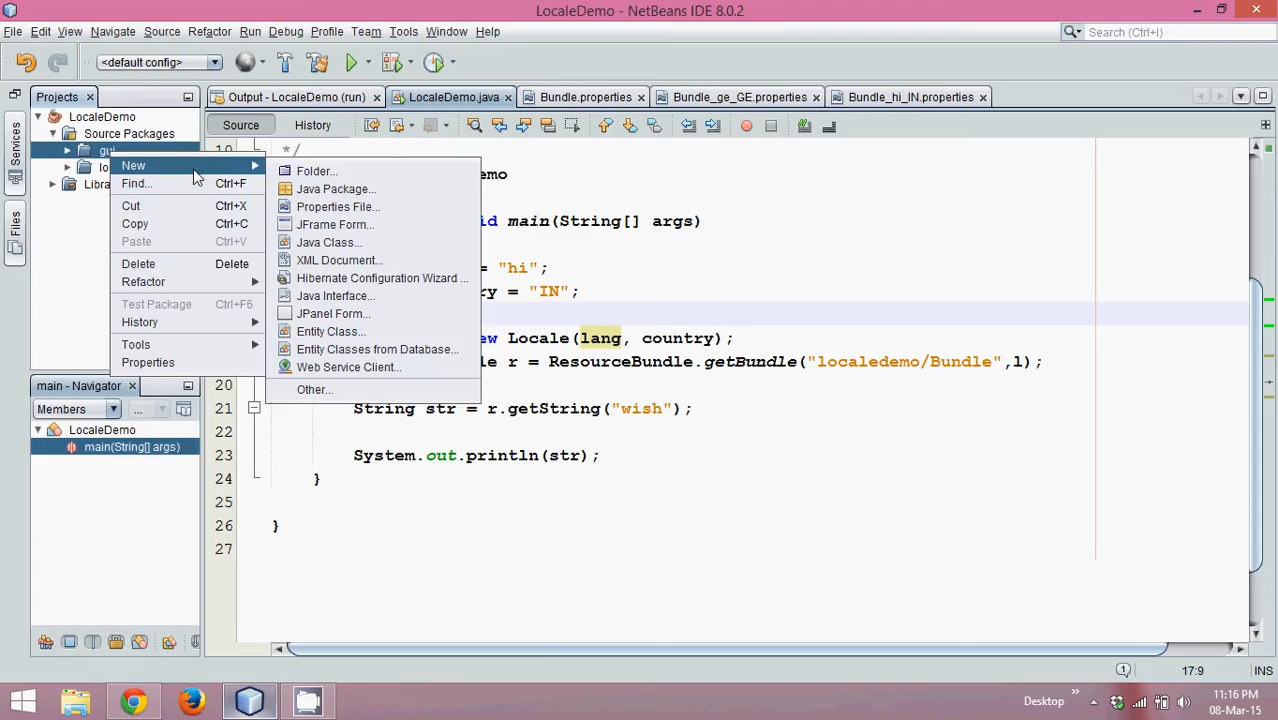 LocaleDemo - NetBeans IDE 8.0.2
File Edit View Navigate Source Refactor Run Debug Profile Team Tools Window Help
Search (Ctrl+I)
<default config>
Projects
Output - LocaleDemo (run)
LocaleDemo.java
Bundle.properties
Bundle_ge_GE.properties
Bundle_hi_IN.properties
Services
Files
LocaleDemo
Source Packages
gui
lo
Libra
Source
History
New
Find... Ctrl+F
Cut Ctrl+X
Copy Ctrl+C
Paste Ctrl+V
Delete Delete
Refactor
Test Package Ctrl+F6
History
Tools
Properties
Folder...
Java Package...
Properties File...
JFrame Form...
Java Class...
XML Document...
Hibernate Configuration Wizard ...
Java Interface...
JPanel Form...
Entity Class...
Entity Classes from Database...
Web Service Client...
Other...
*/
emo
id main(String[] args)
= "hi";
ry = "IN";
ew Locale(lang, country);
le r = ResourceBundle.getBundle("localedemo/Bundle",l);
20
21 String str = r.getString("wish");
22
23 System.out.println(str);
24 }
25
26 }
27
main - Navigator
Members
...
LocaleDemo
main(String[] args)
1
17:9
INS
Desktop
11:16 PM
08-Mar-15